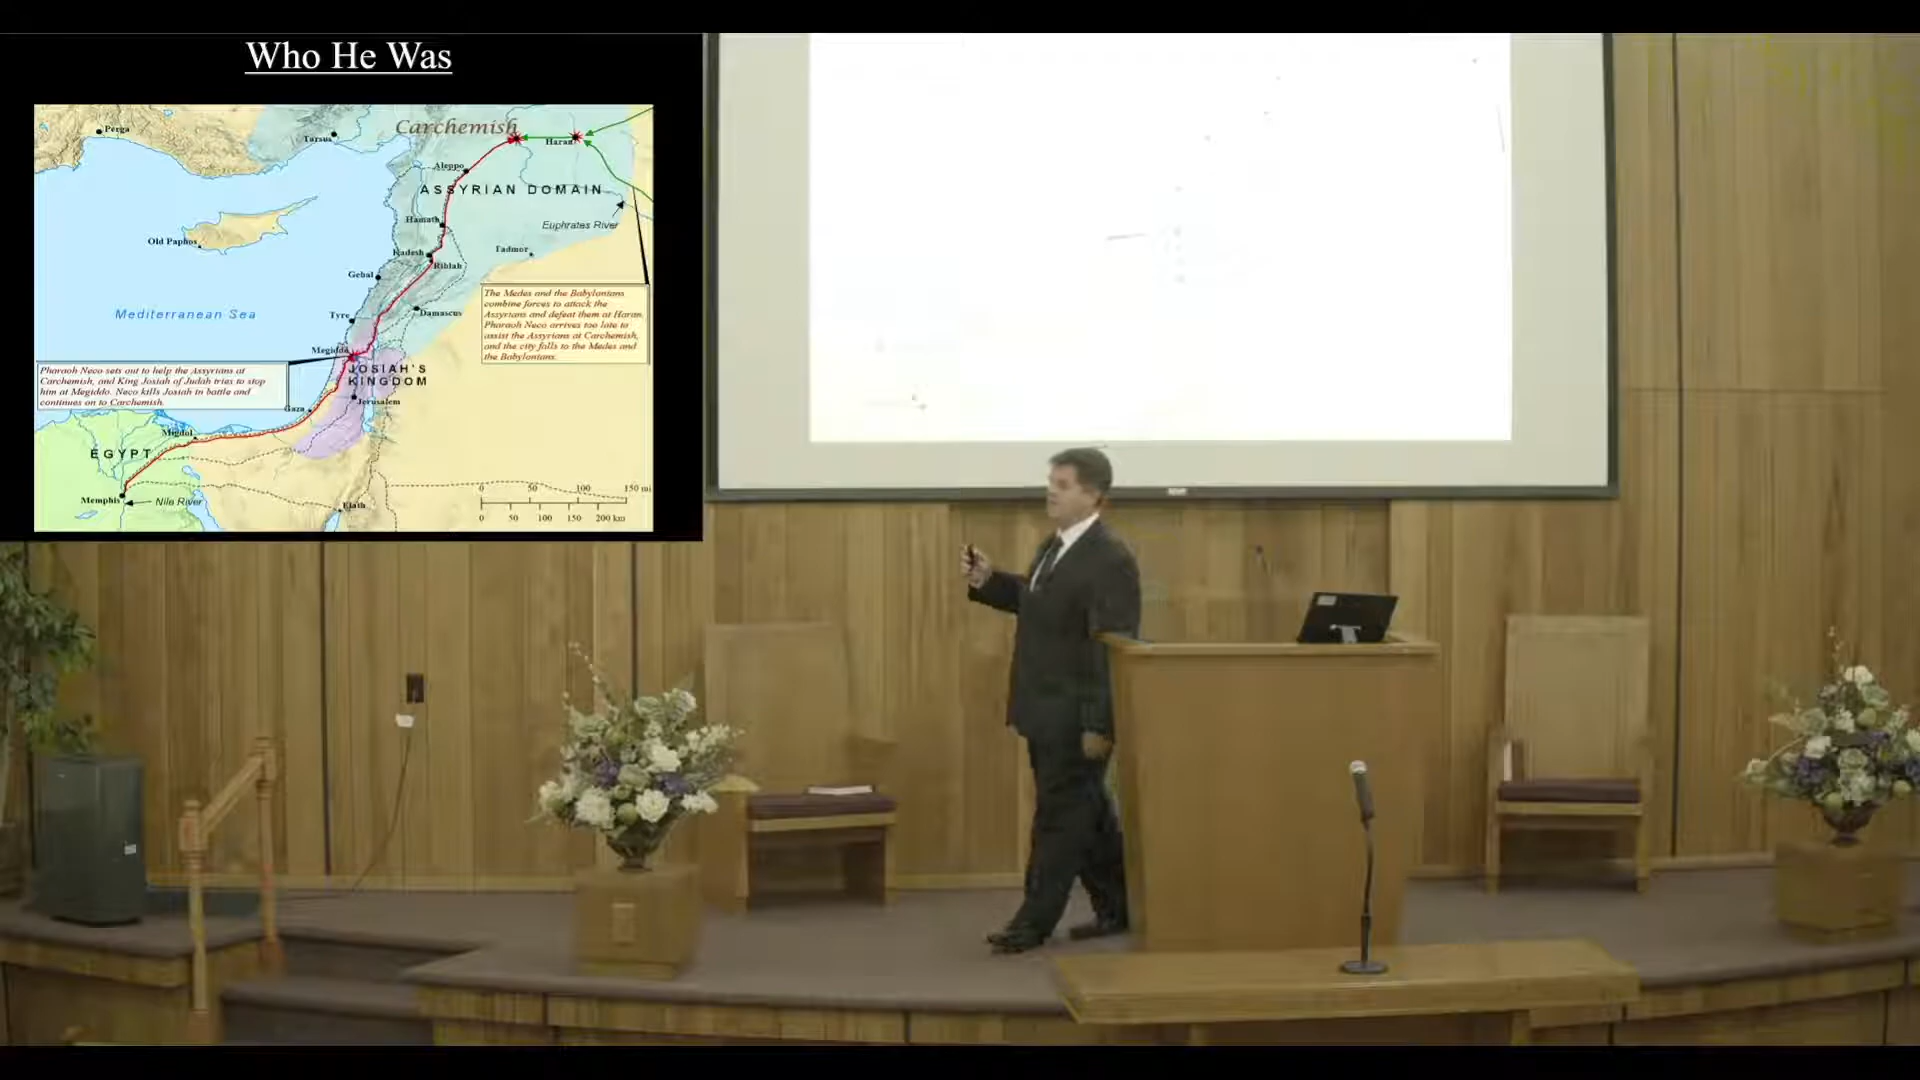 Who He Was
Perga
Tarsus
Carchemish
Haran
Aleppo
ASSYRIAN DOMAIN
Hamath
Euphrates River
Old Paphos
Kadesh
Tadmor
Riblah
Gebal
The Medes and the Babylonians
combine forces to attack the
Assyrians and defeat them at Haran.
Pharaoh Neco arrives too late to
assist the Assyrians at Carchemish,
and the city falls to the Medes and
the Babylonians.
Mediterranean Sea
Tyre
Damascus
Megiddo
Pharaoh Neco sets out to help the Assyrians at
Carchemish, and King Josiah of Judah tries to stop
him at Megiddo. Neco kills Josiah in battle and
continues on to Carchemish.
JOSIAH'S
KINGDOM
Jerusalem
Gaza
Migdol
EGYPT
Memphis
Nile River
Elath
0 50 100 150 mi
0 50 100 150 200 km